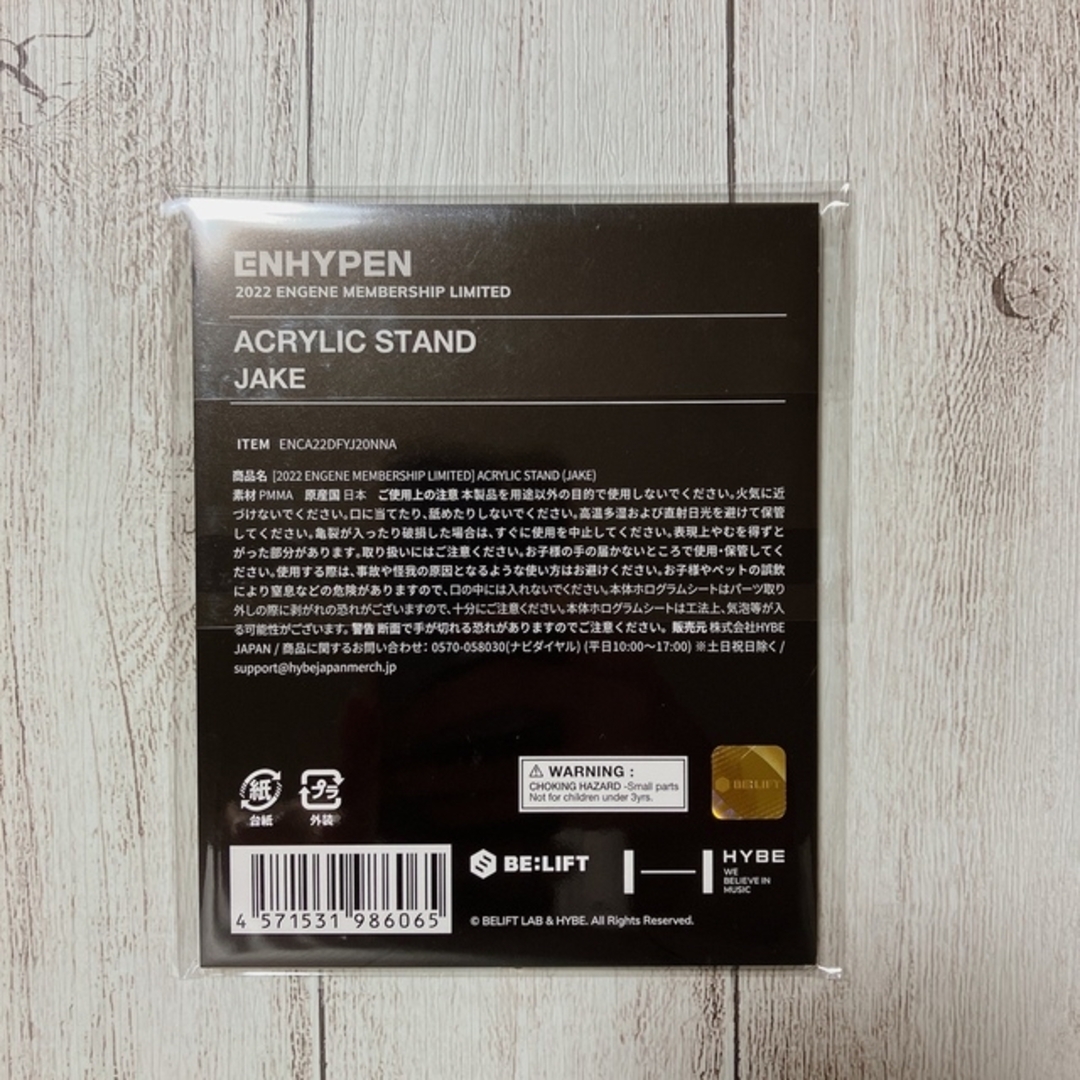 ENHYPEN
2022 ENGENE MEMBERSHIP LIMITED
ACRYLIC STAND
JAKE
ITEM ENCA22DFYJ20NNA
商品名 [2022 ENGENE MEMBERSHIP LIMITED] ACRYLIC STAND (JAKE)
素材 PMMA 原産国 日本 ご使用上の注意 本製品を用途以外の目的で使用しないでください。火気に近
づけないでください。口に当てたり、舐めたりしないでください。高温多湿および直射日光を避けて保管
してください。亀裂が入ったり破損した場合は、すぐに使用を中止してください。表現上やむを得ずと
がった部分があります。取り扱いにはご注意ください。お子様の手の届かないところで使用・保管してく
ださい。使用する際は、事故や怪我の原因となるような使い方はお避けください。お子様やペットの誤飲
により窒息などの危険がありますので、口の中には入れないでください。本体ホログラムシートはパーツ取り
外しの際に剥がれの恐れがございますので、十分にご注意ください。本体ホログラムシートは工法上、気泡等が入
る可能性がございます。警告 断面で手が切れる恐れがありますのでご注意ください。 販売元 株式会社HYBE
JAPAN / 商品に関するお問い合わせ: 0570-058030(ナビダイヤル) (平日10:00〜17:00) ※土日祝日除く /
support@hybejapanmerch.jp
紙
台紙
プラ
外装
⚠ WARNING :
CHOKING HAZARD -Small parts
Not for children under 3yrs.
BE:LIFT
4 571531 986065
BE:LIFT
HYBE
WE
BELIEVE IN
MUSIC
© BELIFT LAB & HYBE. All Rights Reserved.